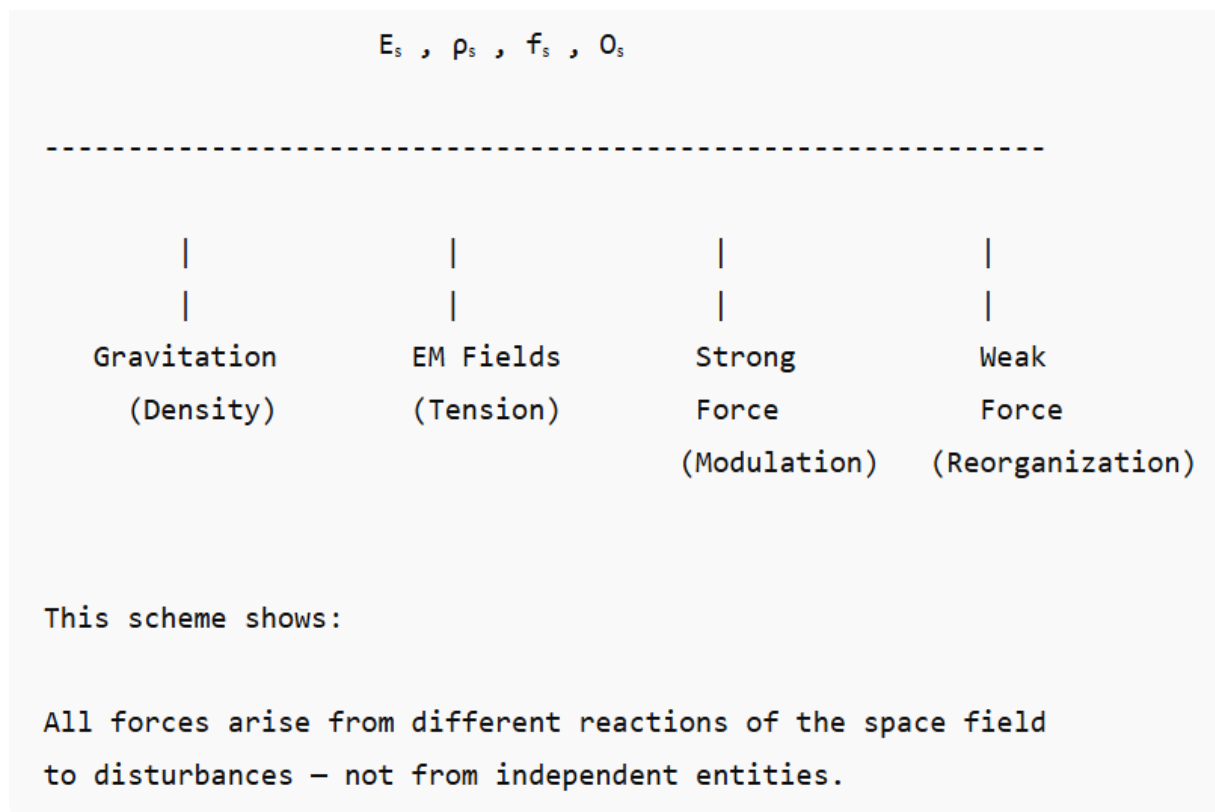 Eₛ , ρₛ , fₛ , Oₛ
-------------------------------------------------------------
| | | |
| | | |
Gravitation EM Fields Strong Weak
(Density) (Tension) Force Force
(Modulation) (Reorganization)
This scheme shows:
All forces arise from different reactions of the space field
to disturbances — not from independent entities.